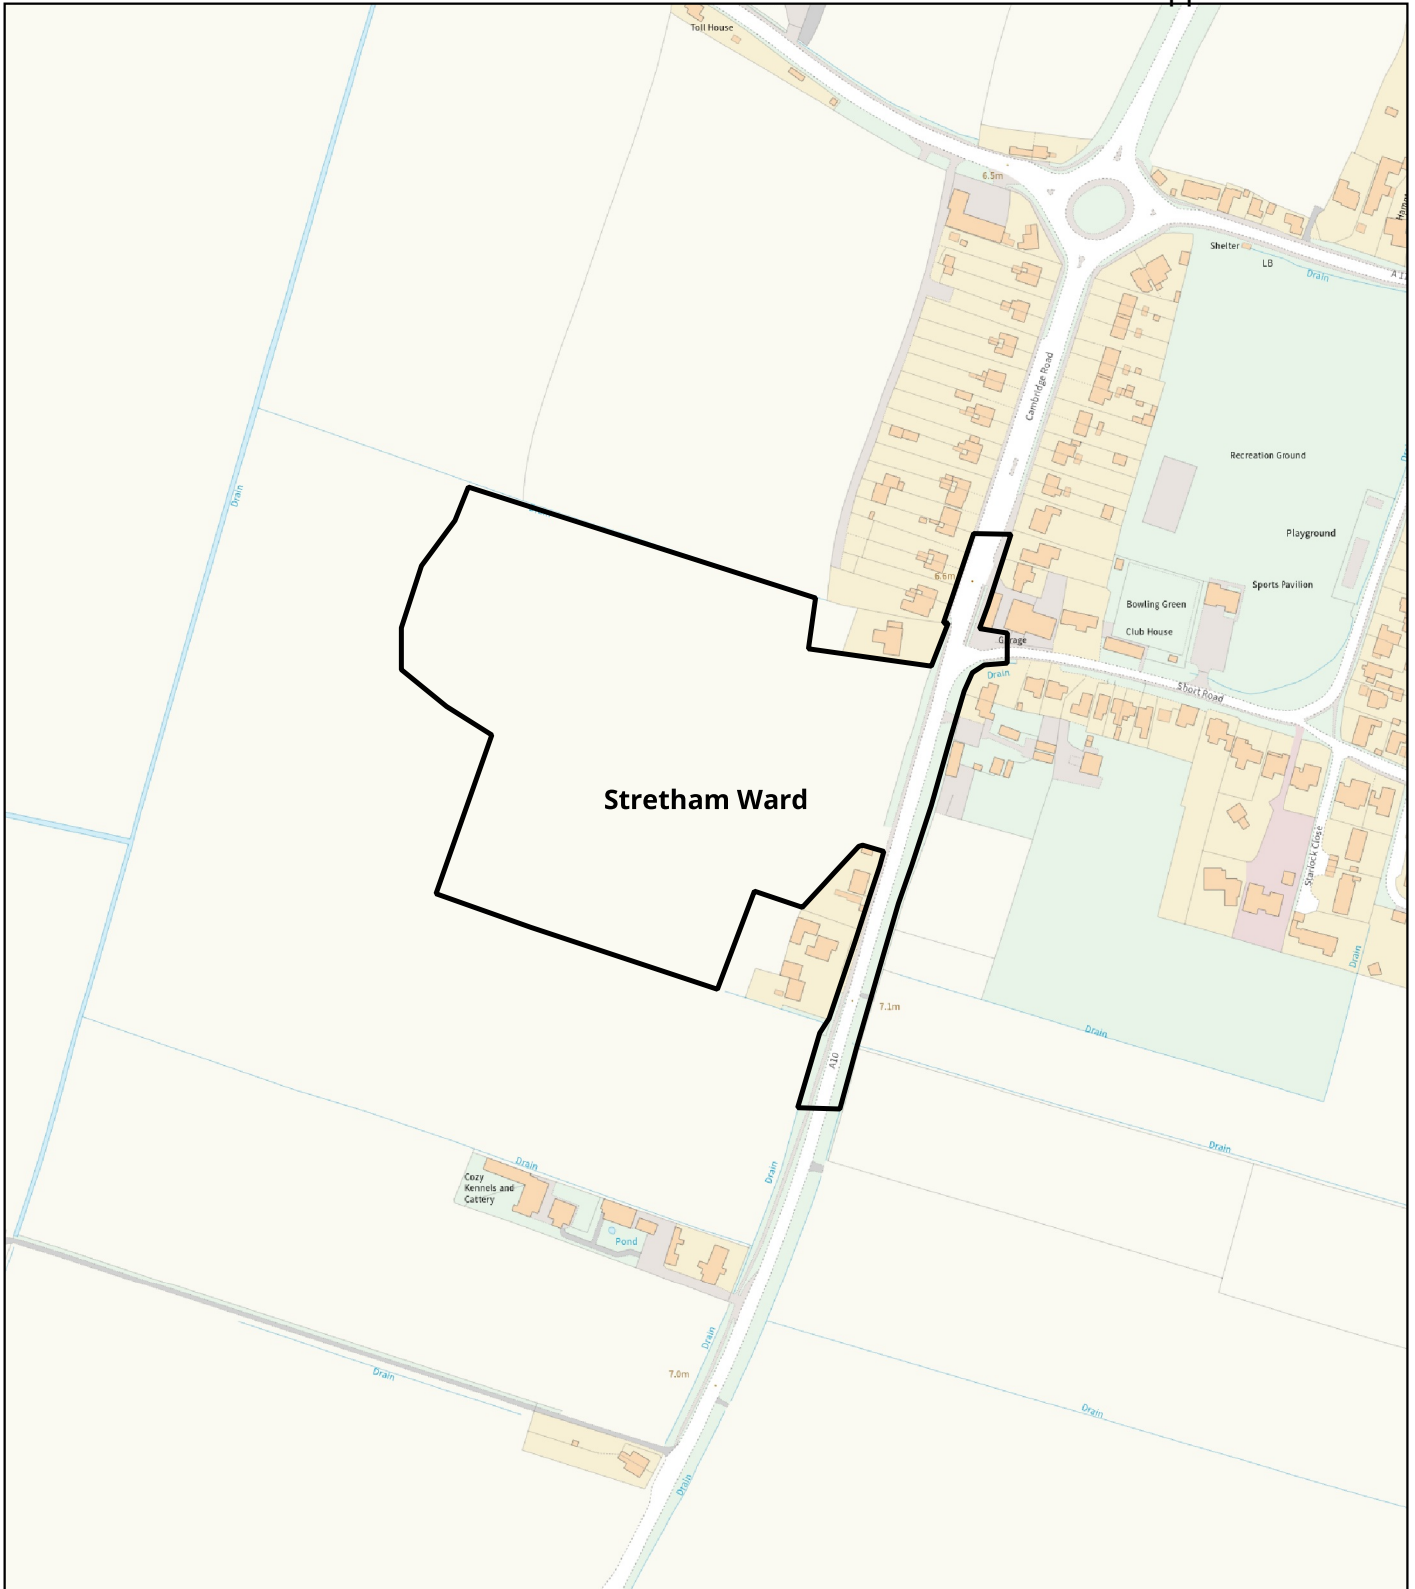 Toll House
6.5m
Shelter
LB
Drain
Cambridge Road
Recreation Ground
Drain
Playground
6.6m
Sports Pavilion
Bowling Green
Club House
Garage
Drain
Short Road
Stretham Ward
Starlock Close
Drain
7.1m
Drain
A10
Drain
Drain
Drain
Cozy
Kennels and
Cattery
Pond
Drain
7.0m
Drain
Drain
Drain